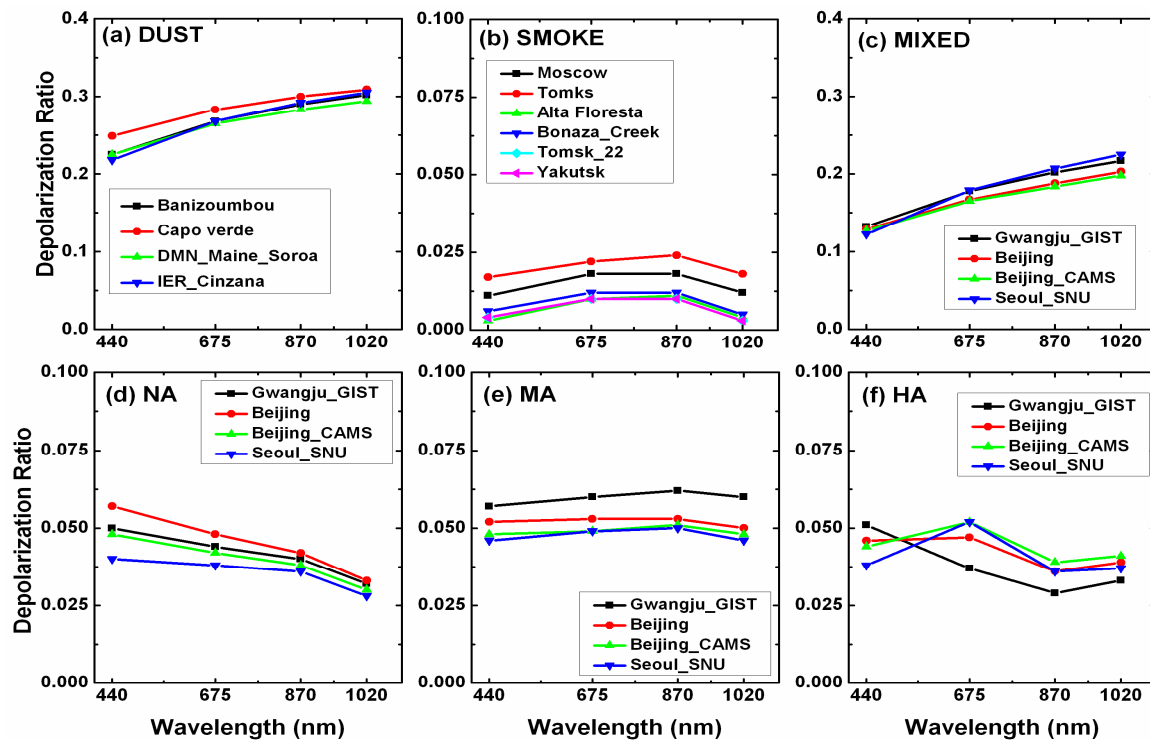 (a) DUST
Depolarization Ratio
0.4
0.3
0.2
0.1
0.0
Banizoumbou
Capo verde
DMN_Maine_Soroa
IER_Cinzana
440 675 870 1020
(b) SMOKE
0.100
0.075
0.050
0.025
0.000
Moscow
Tomks
Alta Floresta
Bonaza_Creek
Tomsk_22
Yakutsk
440 675 870 1020
(c) MIXED
0.4
0.3
0.2
0.1
0.0
Gwangju_GIST
Beijing
Beijing_CAMS
Seoul_SNU
440 675 870 1020
(d) NA
Depolarization Ratio
0.100
0.075
0.050
0.025
0.000
Gwangju_GIST
Beijing
Beijing_CAMS
Seoul_SNU
440 675 870 1020
Wavelength (nm)
(e) MA
0.100
0.075
0.050
0.025
0.000
Gwangju_GIST
Beijing
Beijing_CAMS
Seoul_SNU
440 675 870 1020
Wavelength (nm)
(f) HA
0.100
0.075
0.050
0.025
0.000
Gwangju_GIST
Beijing
Beijing_CAMS
Seoul_SNU
440 675 870 1020
Wavelength (nm)